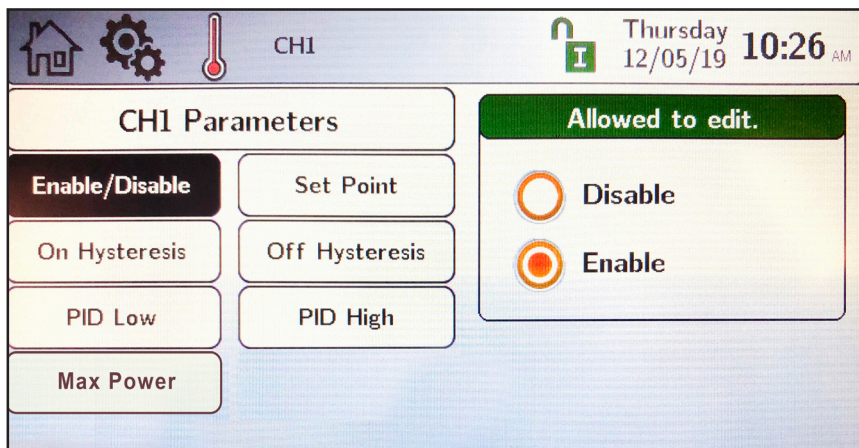 CH1
I
Thursday
12/05/19
10:26 AM
CH1 Parameters
Enable/Disable
Set Point
On Hysteresis
Off Hysteresis
PID Low
PID High
Max Power
Allowed to edit.
Disable
Enable